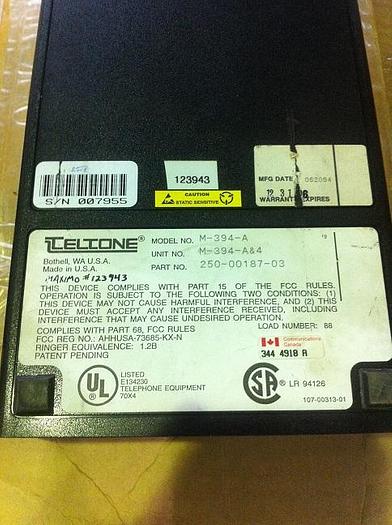 S/N 007955
123943
CAUTION
STATIC SENSITIVE
MFG DATE 052094
WARRANTY EXPIRES
TELTONE®
Bothell, WA U.S.A.
Made in U.S.A.
MAXIMO # 123943
MODEL NO. M-394-A
UNIT NO. M-394-A&4
PART NO. 250-00187-03
THIS DEVICE COMPLIES WITH PART 15 OF THE FCC RULES.
OPERATION IS SUBJECT TO THE FOLLOWING TWO CONDITIONS: (1)
THIS DEVICE MAY NOT CAUSE HARMFUL INTERFERENCE, AND (2) THIS
DEVICE MUST ACCEPT ANY INTERFERENCE RECEIVED, INCLUDING
INTERFERENCE THAT MAY CAUSE UNDESIRED OPERATION.
COMPLIES WITH PART 68, FCC RULES
FCC REG NO.: AHHUSA-73685-KX-N
RINGER EQUIVALENCE: 1.2B
PATENT PENDING
LOAD NUMBER: 88
Communications
Canada
344 4918 A
UL
®
LISTED
E134230
TELEPHONE EQUIPMENT
70X4
SA ® LR 94126
107-00313-01